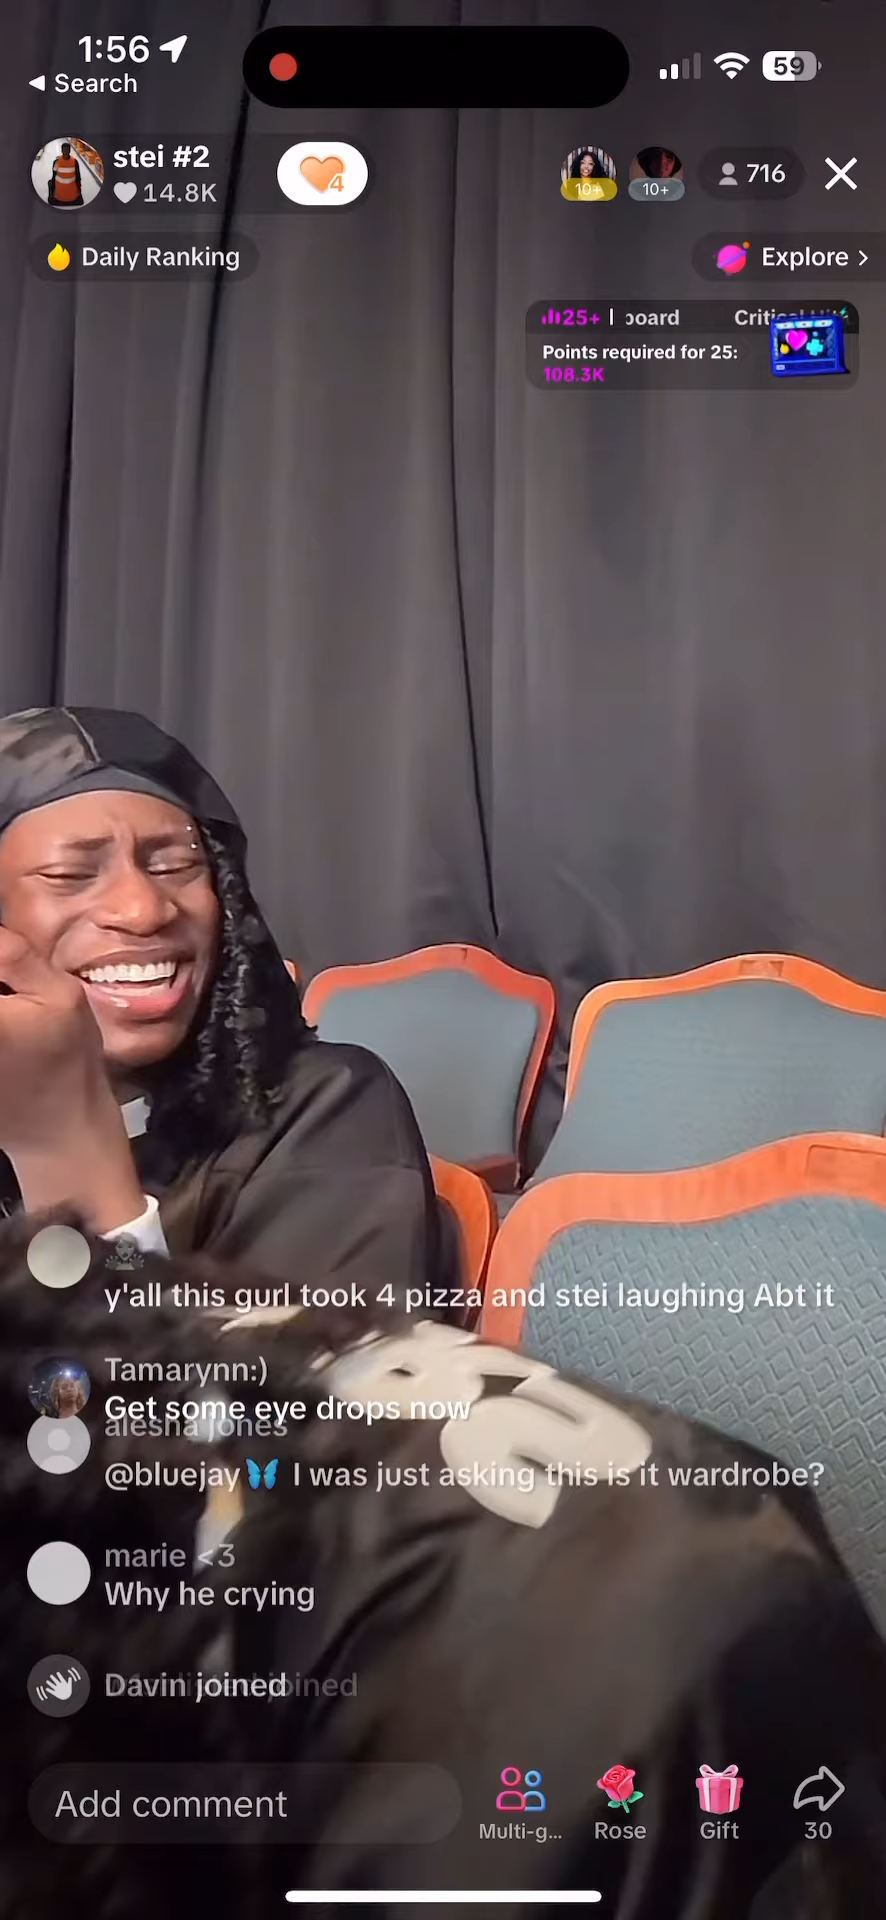 1:56
59
Search
stei #2
14.8K
4
10+
10+
716
Daily Ranking
Explore
25+
board
Points required for 25:
108.3K
y'all this gurl took 4 pizza and stei laughing Abt it
Tamarynn:)
Get some eye drops now
alesha jones
@bluejay🦋 I was just asking this is it wardrobe?
marie <3
Why he crying
Davin joined
joined
Add comment
Multi-g...
Rose
Gift
30